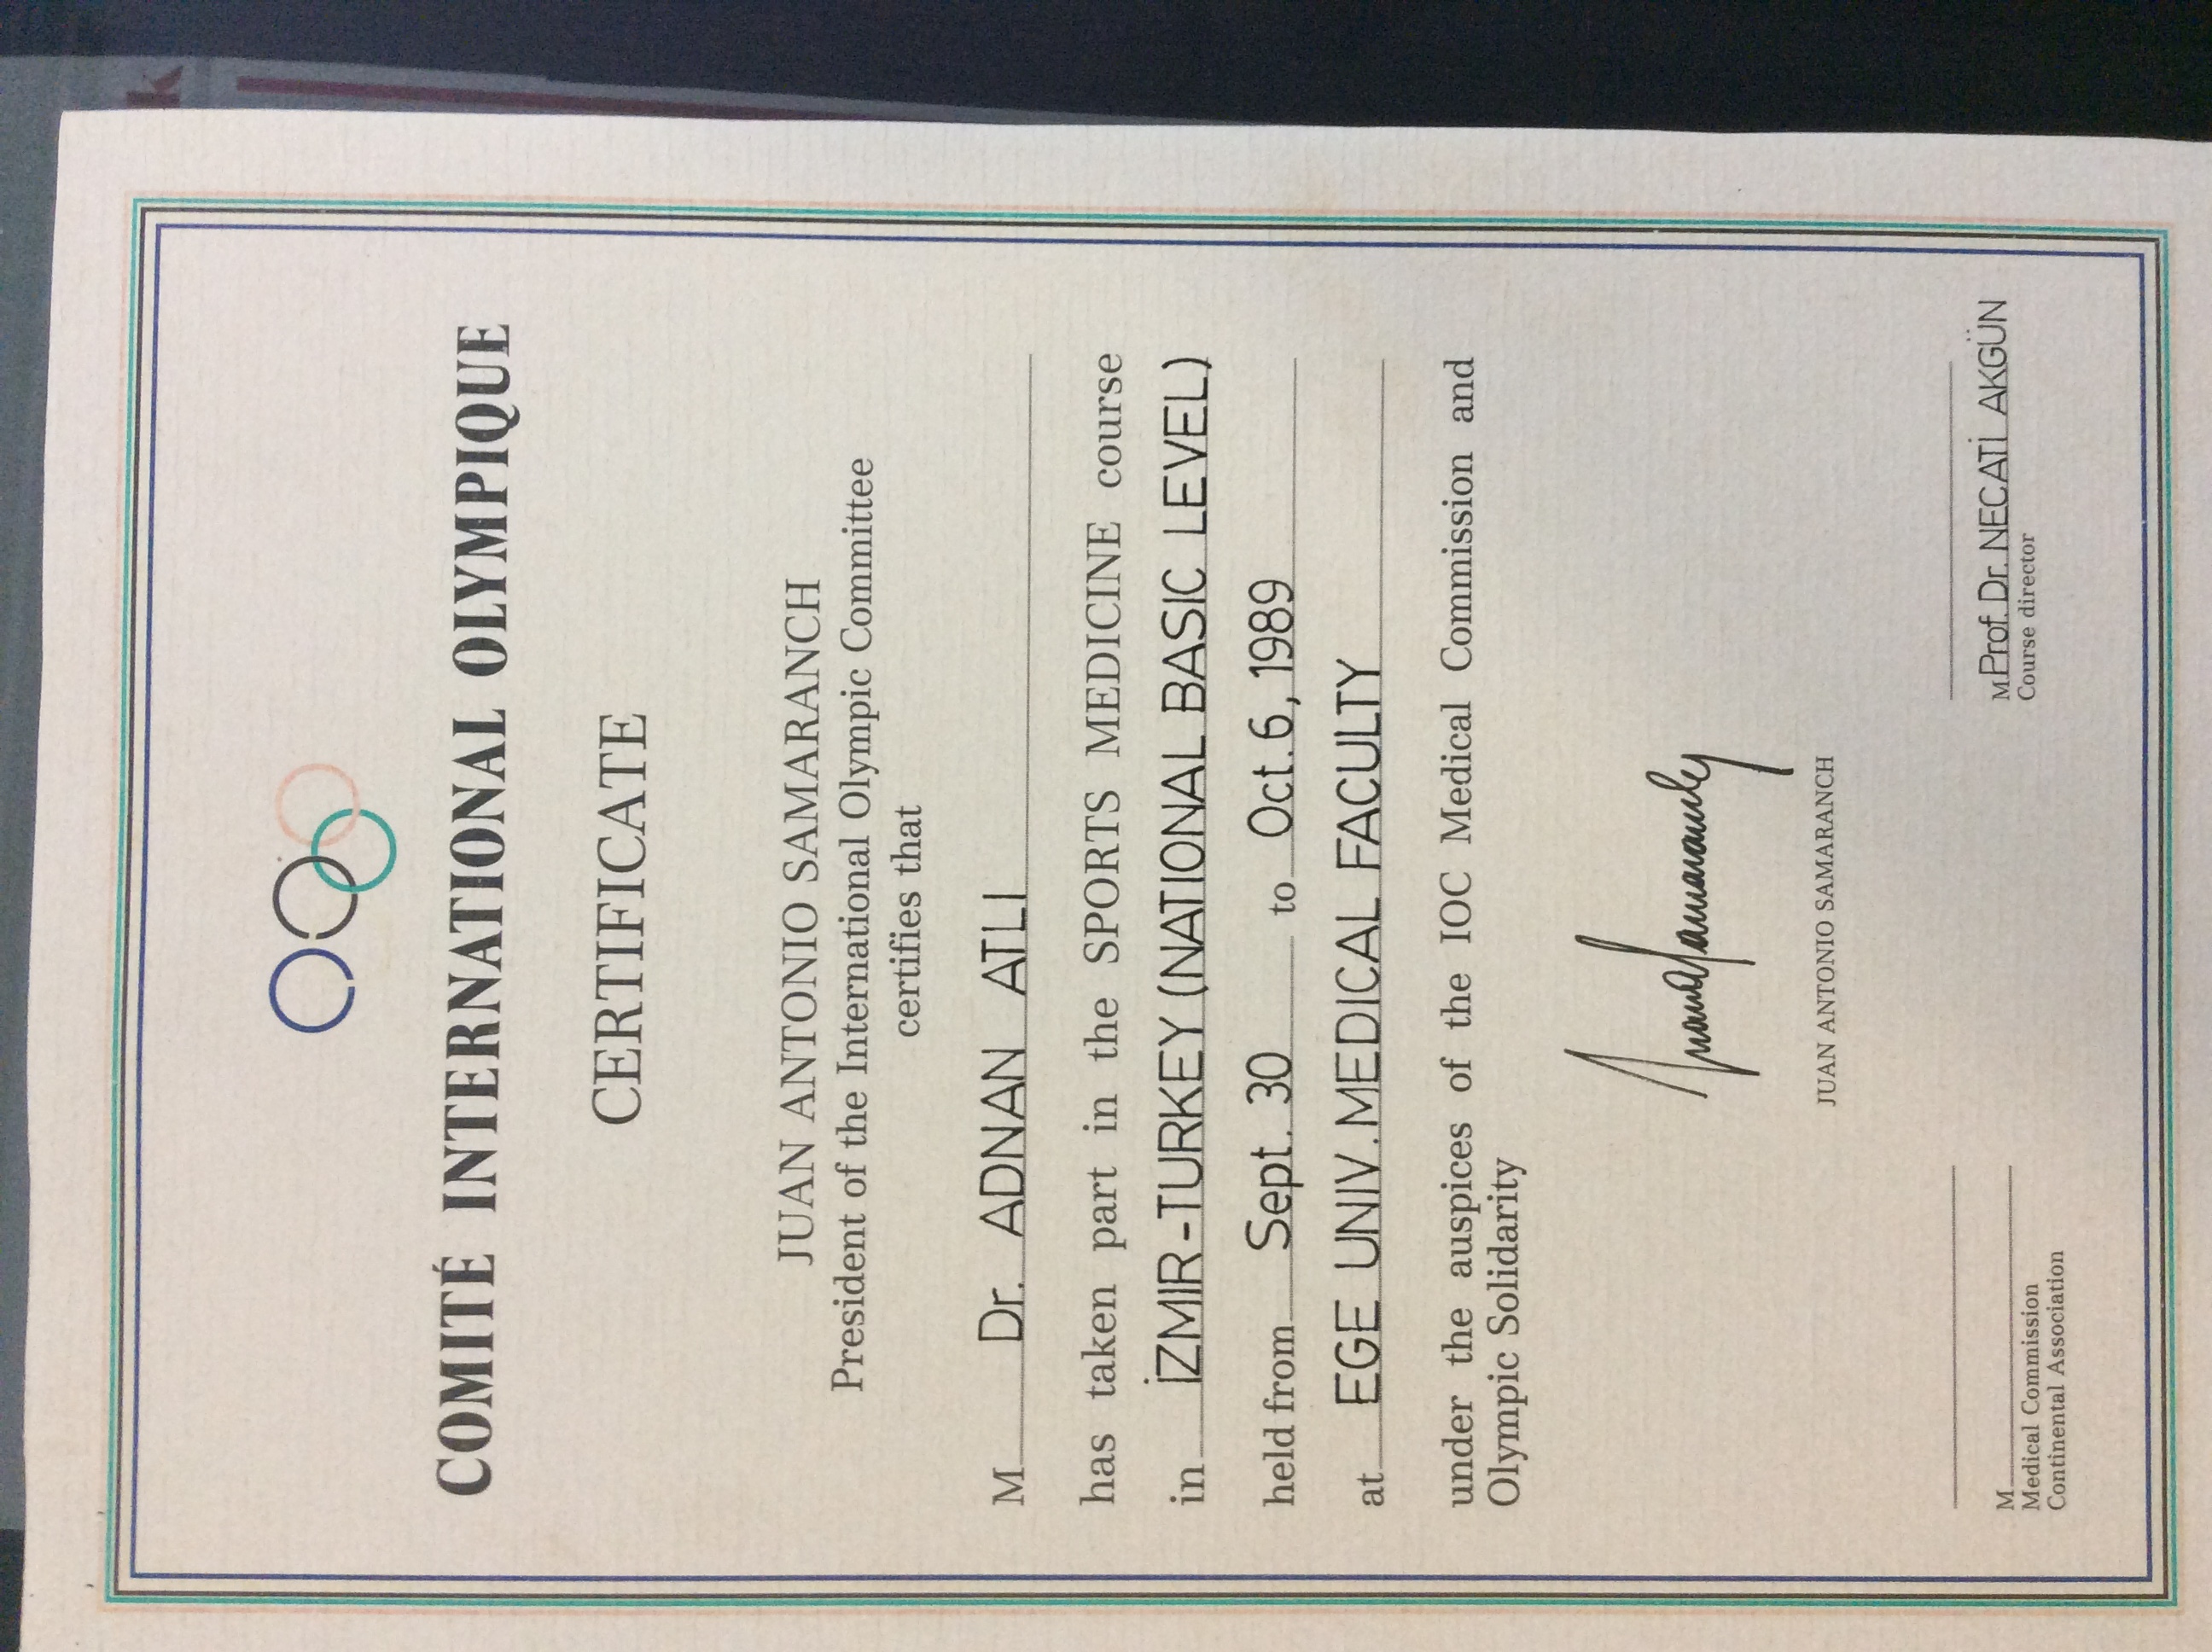 COMITÉ INTERNATIONAL OLYMPIQUE
CERTIFICATE
JUAN ANTONIO SAMARANCH
President of the International Olympic Committee
certifies that
M Dr. ADNAN ATLI
has taken part in the SPORTS MEDICINE course
in İZMIR-TURKEY (NATIONAL BASIC LEVEL)
held from Sept. 30 to Oct. 6, 1989
at EGE UNIV. MEDICAL FACULTY
under the auspices of the IOC Medical Commission and
Olympic Solidarity
JUAN ANTONIO SAMARANCH
M
Medical Commission
Continental Association
M Prof. Dr. NECATİ AKGÜN
Course director
k